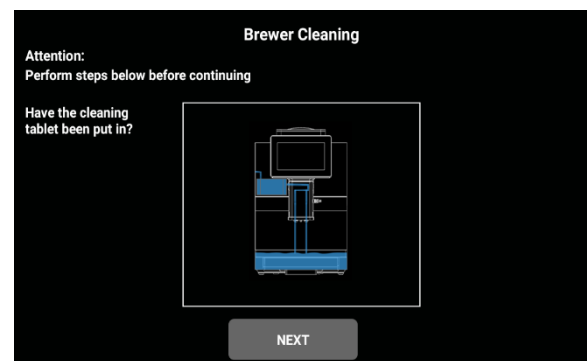 Brewer Cleaning
Attention:
Perform steps below before continuing
Have the cleaning
tablet been put in?
NEXT